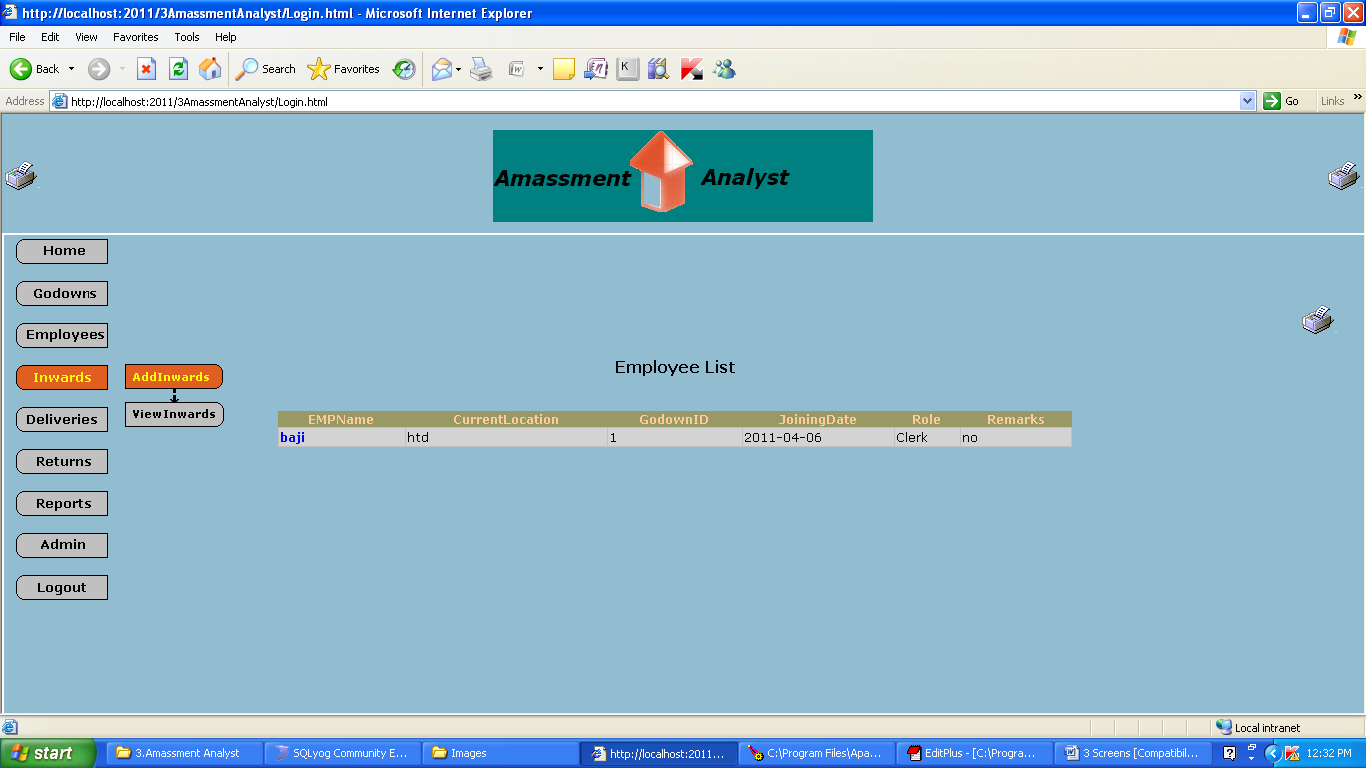 http://localhost:2011/3AmassmentAnalyst/Login.html - Microsoft Internet Explorer
File Edit View Favorites Tools Help
Back Search Favorites
Address http://localhost:2011/3AmassmentAnalyst/Login.html Go Links »
Amassment Analyst
Home
Godowns
Employees
Employee List
Inwards AddInwards
Deliveries ViewInwards
EMPName CurrentLocation GodownID JoiningDate Role Remarks
baji htd 1 2011-04-06 Clerk no
Returns
Reports
Admin
Logout
Local intranet
start 3.Amassment Analyst SQLyog Community E... Images http://localhost:2011... C:\Program Files\Apa... EditPlus - [C:\Progra... 3 Screens [Compatibil... 12:32 PM